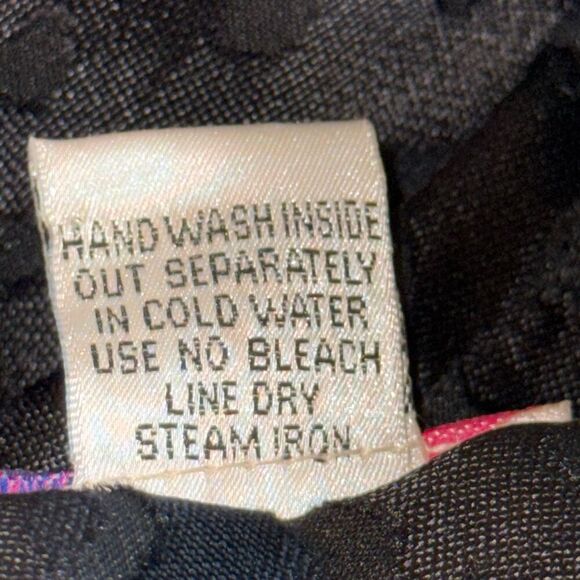 HAND WASH INSIDE
OUT SEPARATELY
IN COLD WATER
USE NO BLEACH
LINE DRY
STEAM IRON